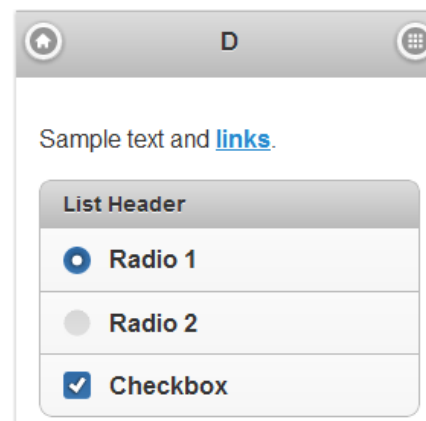 D
Sample text and links.
List Header
Radio 1
Radio 2
Checkbox